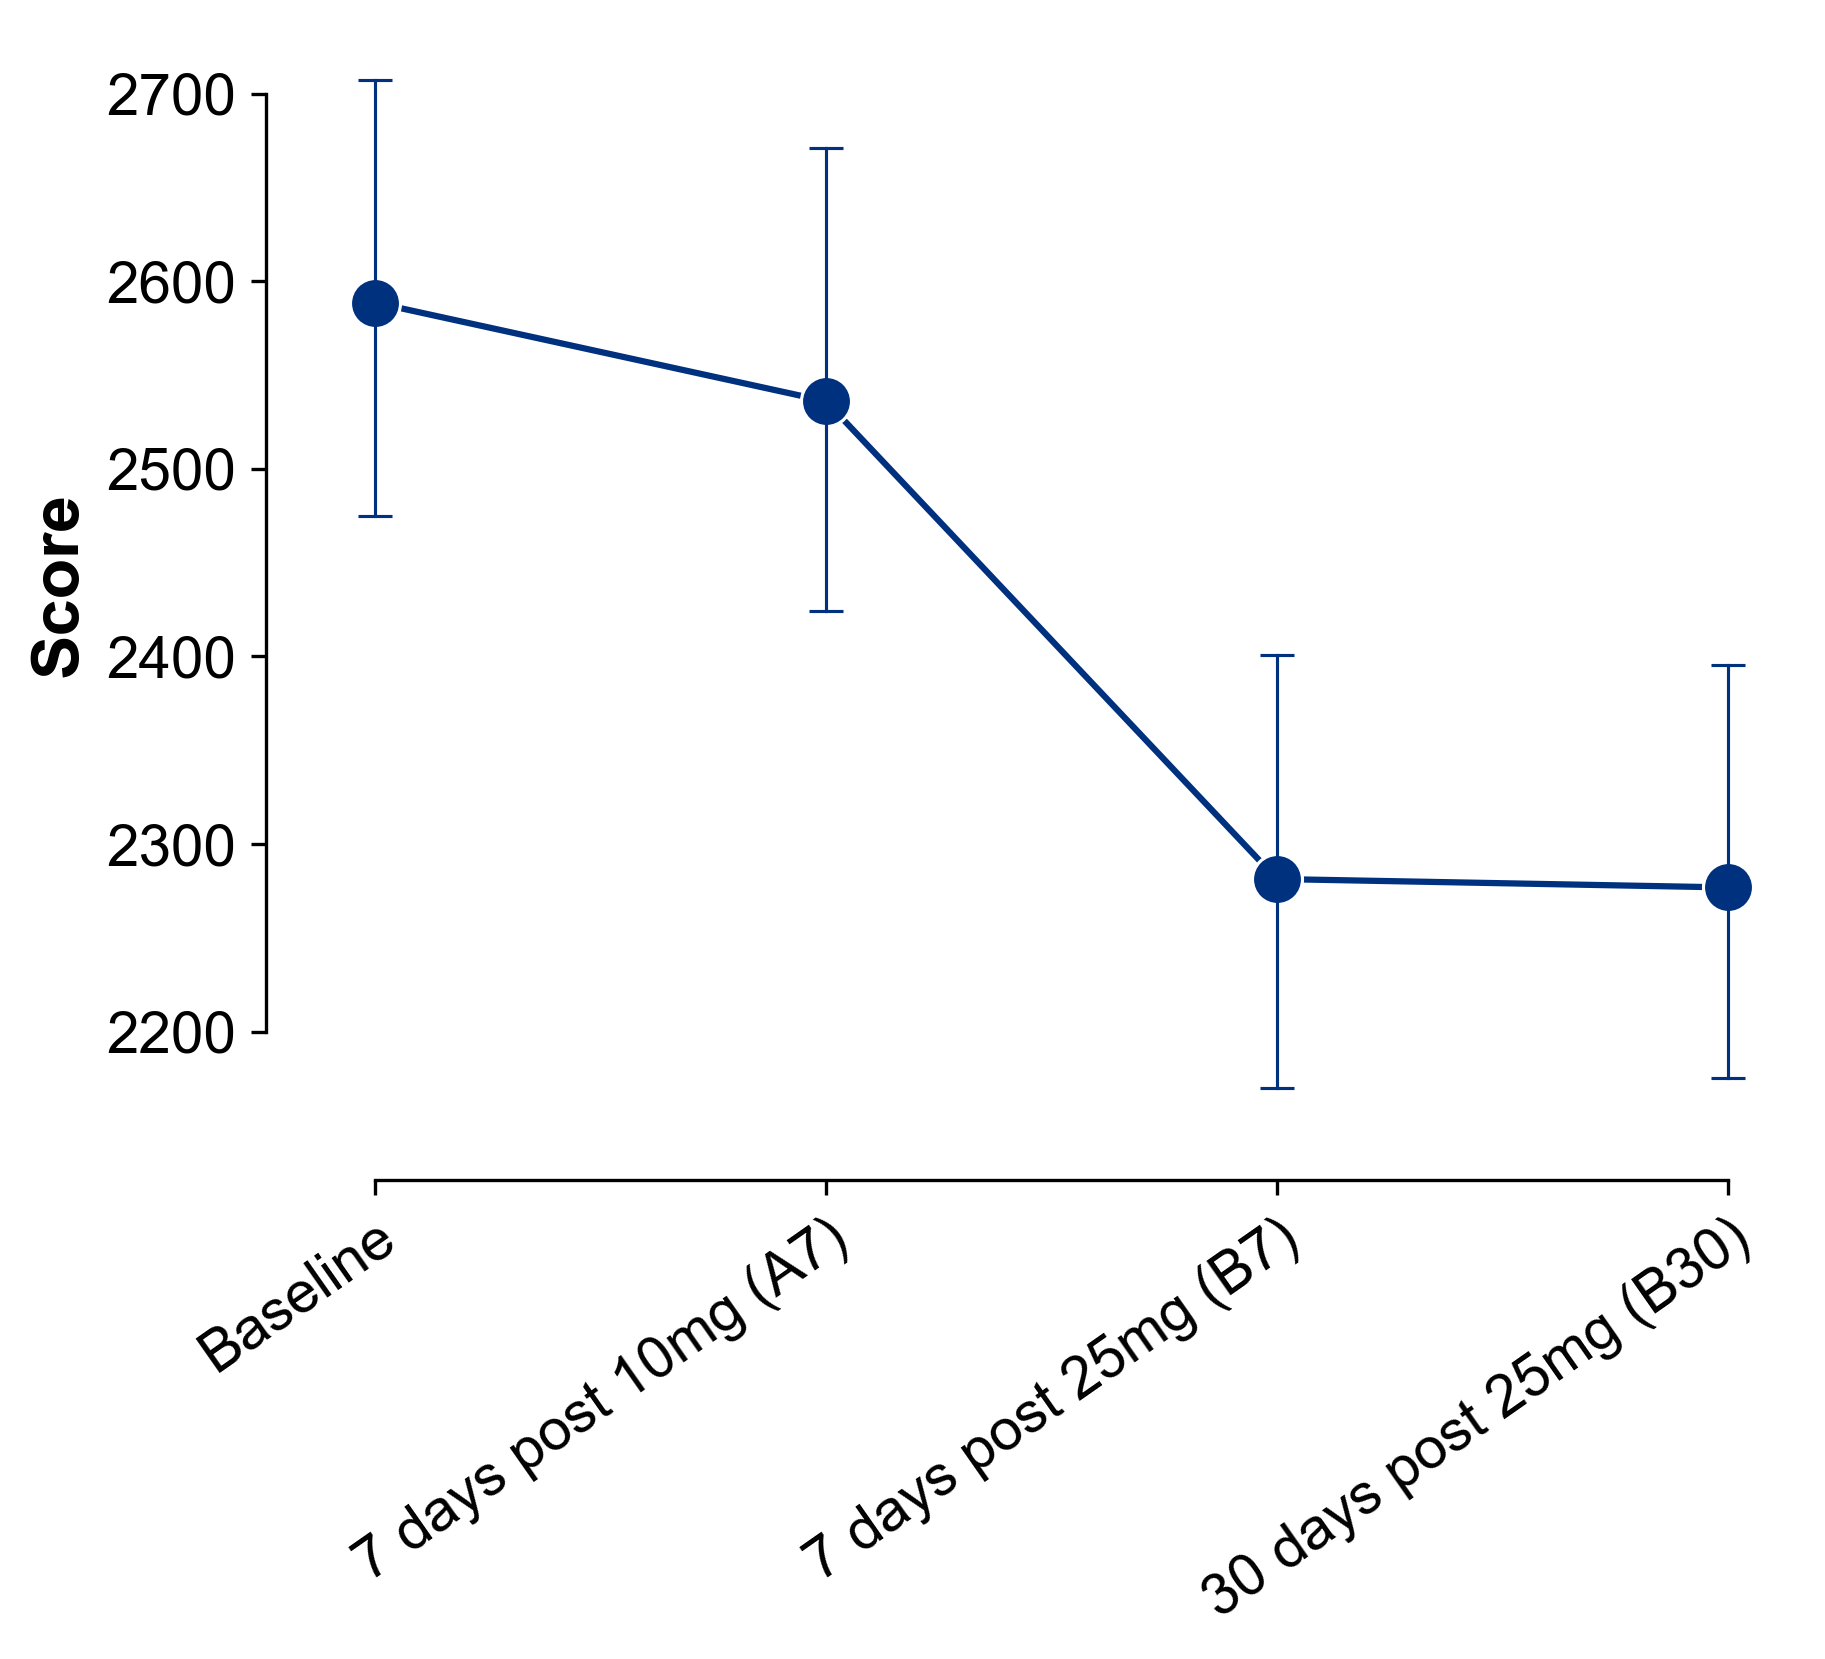 2700
2600
2500
2400
2300
2200
Score
Baseline
7 days post 10mg (A7)
7 days post 25mg (B7)
30 days post 25mg (B30)